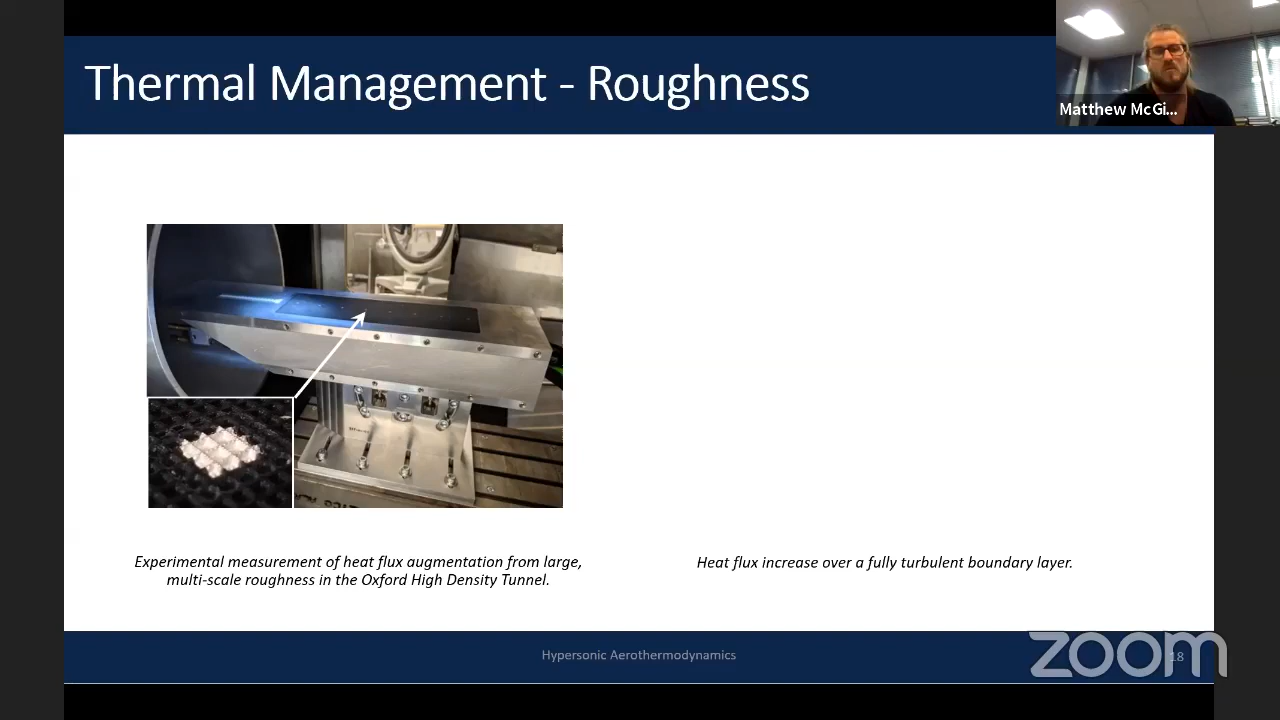 Thermal Management - Roughness
Matthew McGi...
Experimental measurement of heat flux augmentation from large,
multi-scale roughness in the Oxford High Density Tunnel.
Heat flux increase over a fully turbulent boundary layer.
Hypersonic Aerothermodynamics
18
zoom